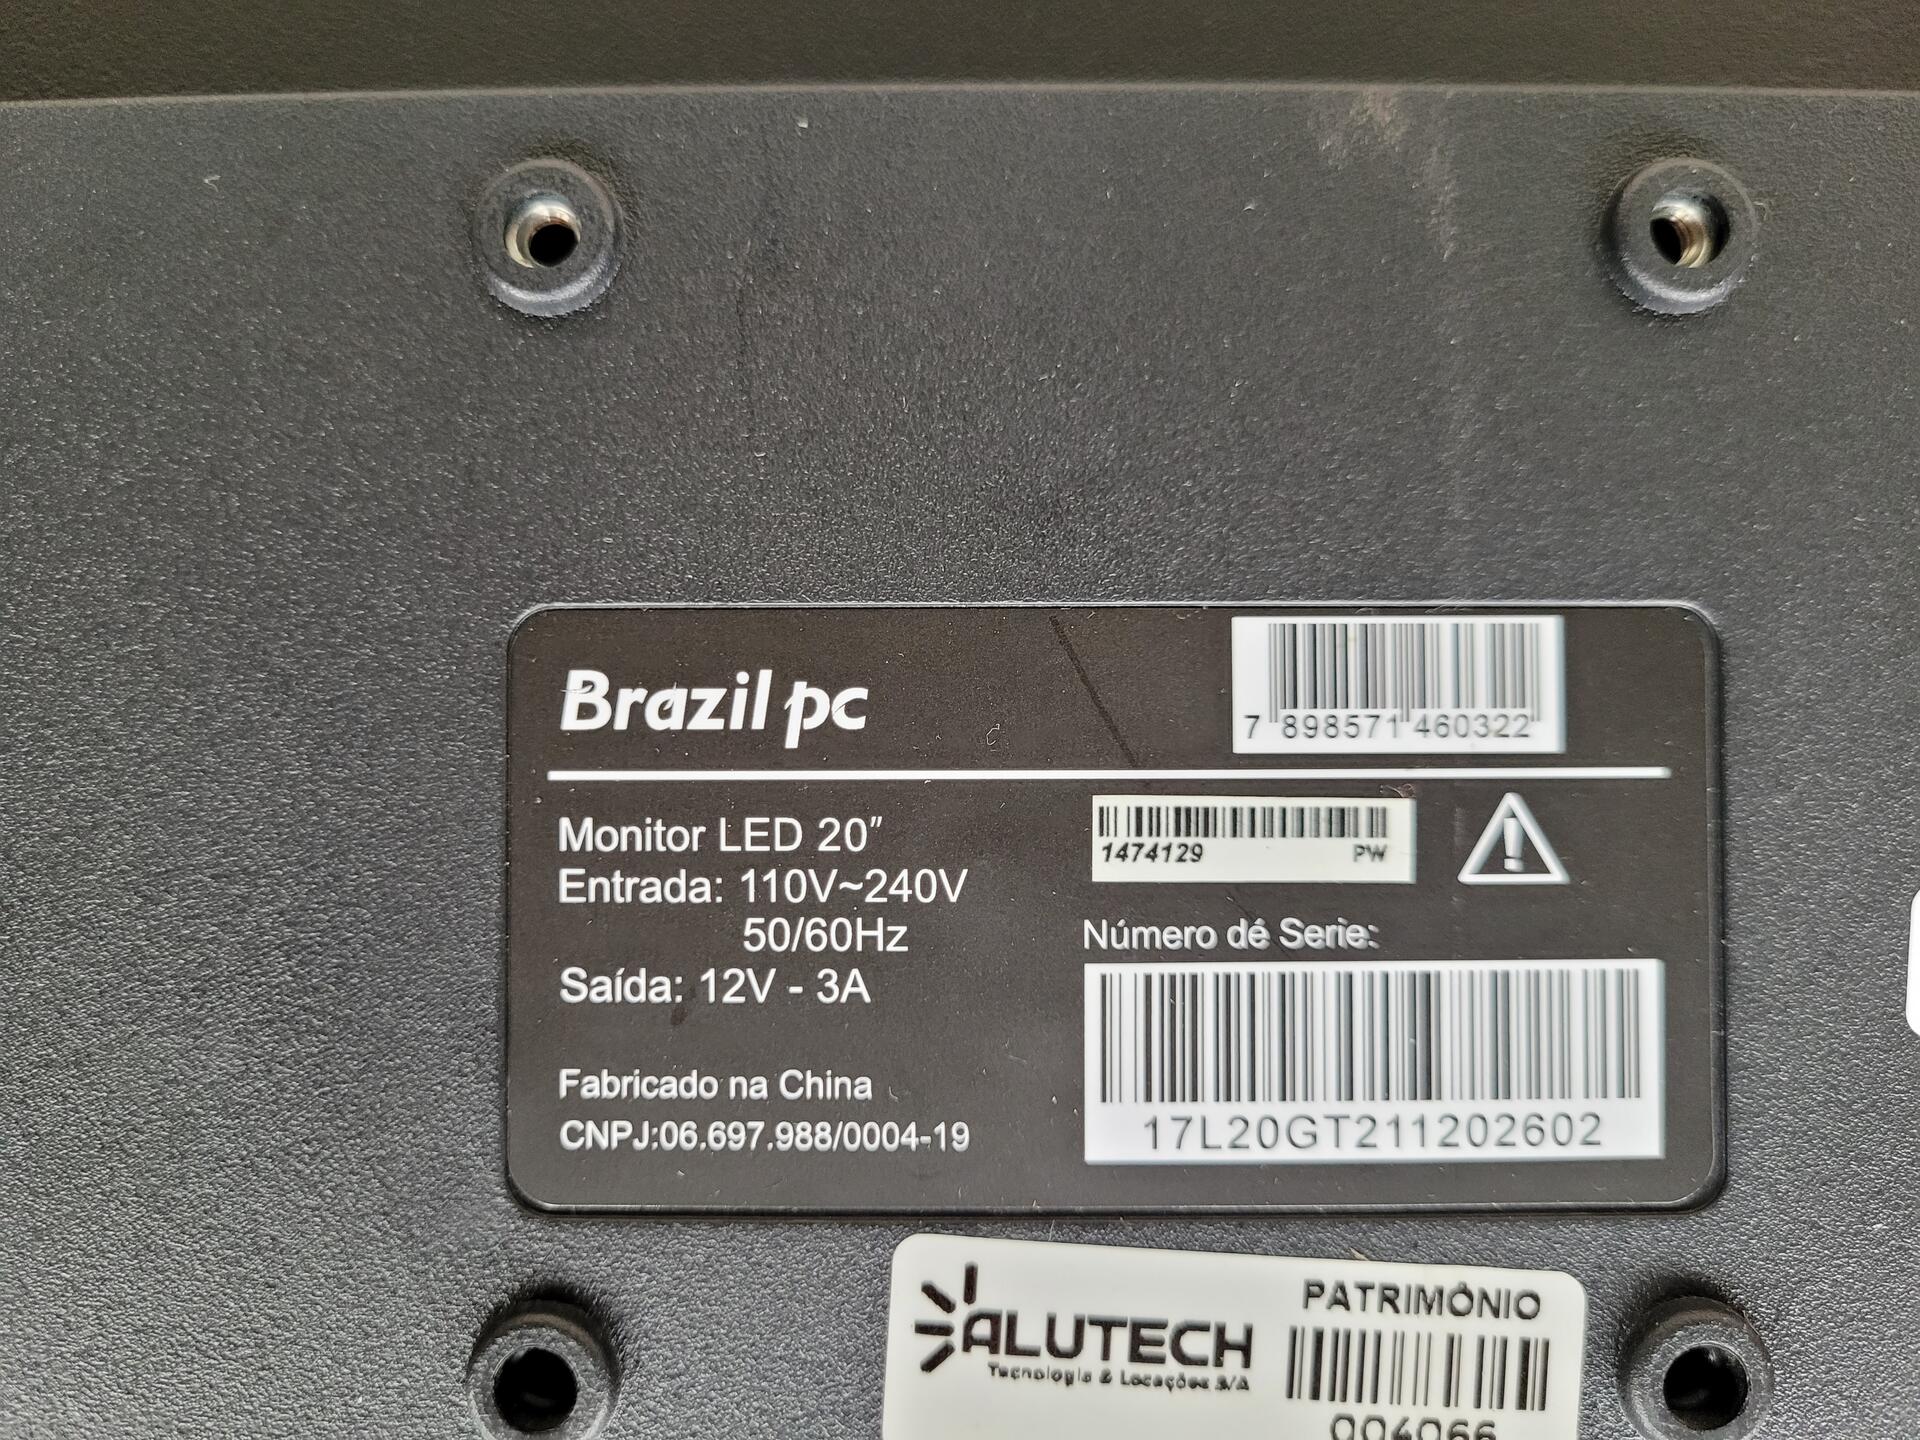 Brazil pc
7 898571 460322
Monitor LED 20"
Entrada: 110V~240V
50/60Hz
Saída: 12V - 3A
1474129 PW
Número dé Serie:
17L20GT211202602
Fabricado na China
CNPJ:06.697.988/0004-19
ALUTECH
Tecnologia & Locações S/A
PATRIMÔNIO
004066